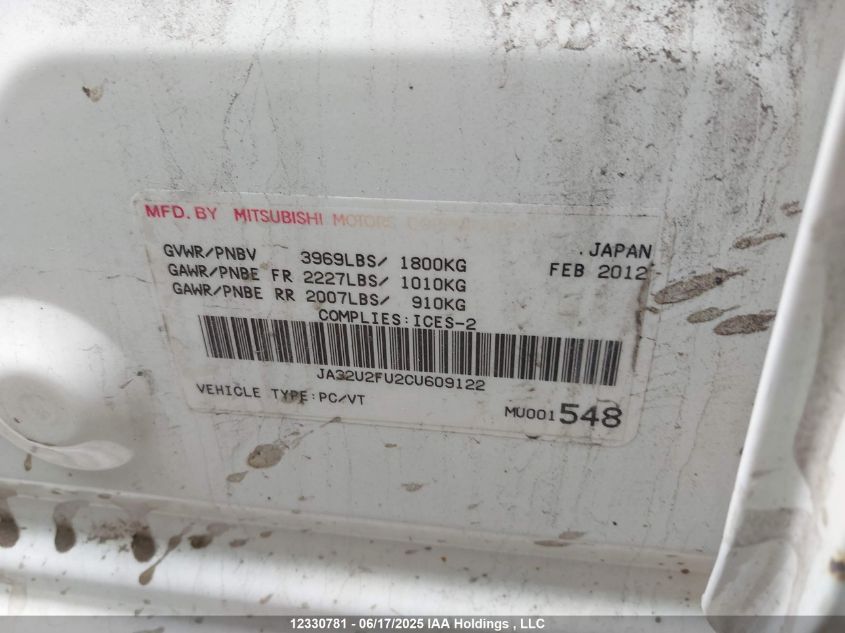 MFD. BY MITSUBISHI MOTORS CORPORATION
GVWR/PNBV 3969LBS/ 1800KG .JAPAN
GAWR/PNBE FR 2227LBS/ 1010KG FEB 2012
GAWR/PNBE RR 2007LBS/ 910KG
COMPLIES:ICES-2
JA32U2FU2CU609122
VEHICLE TYPE:PC/VT MU001548
12330781 - 06/17/2025 IAA Holdings , LLC